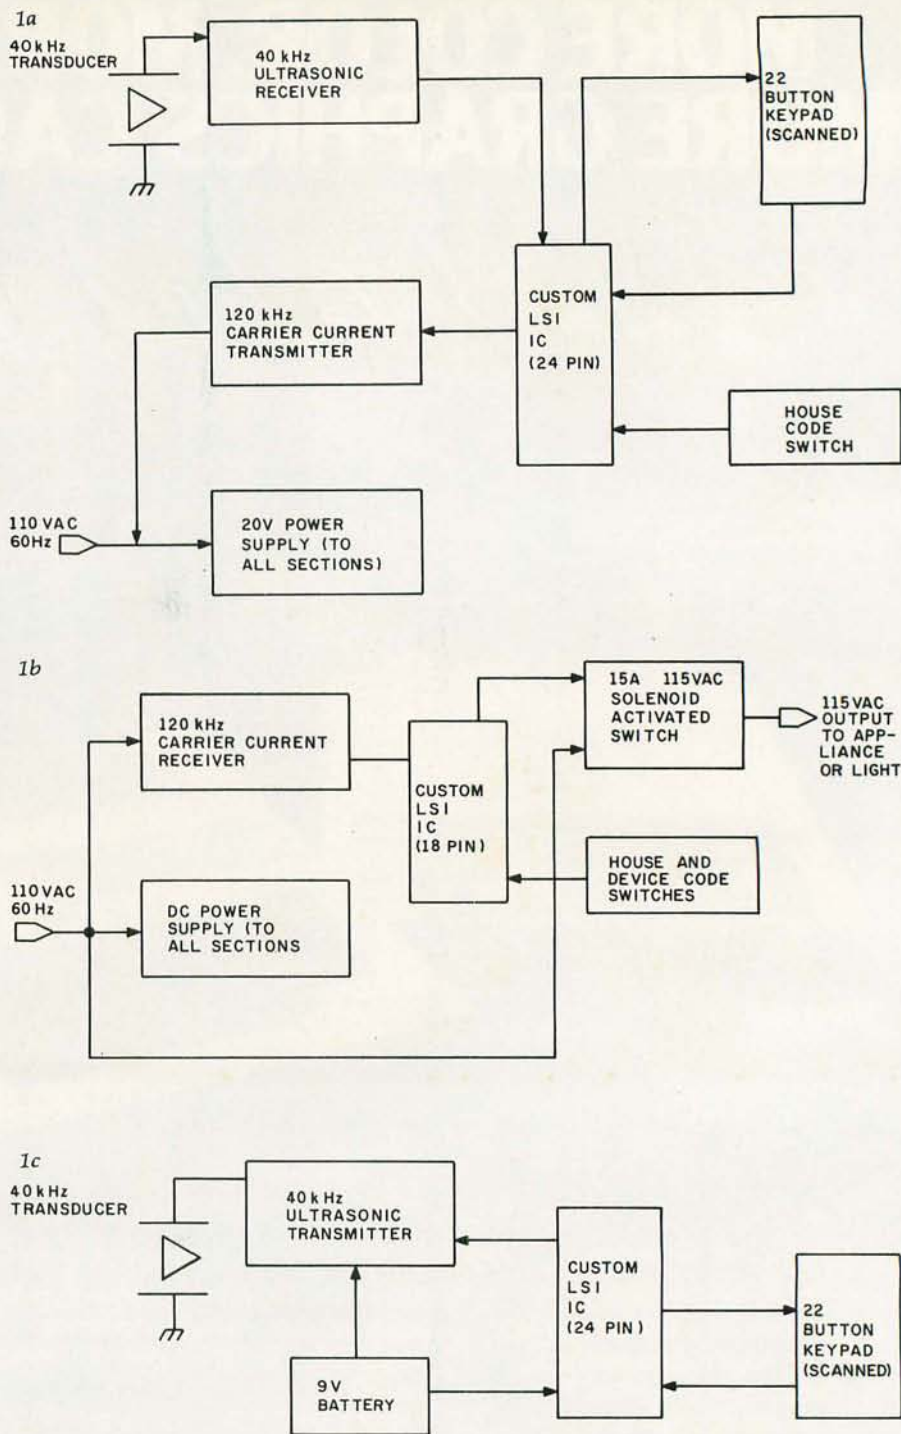 1a
40 kHz
TRANSDUCER
40 kHz
ULTRASONIC
RECEIVER
22
BUTTON
KEYPAD
(SCANNED)
120 kHz
CARRIER CURRENT
TRANSMITTER
CUSTOM
LSI
IC
(24 PIN)
HOUSE
CODE
SWITCH
110 VAC
60Hz
20V POWER
SUPPLY (TO
ALL SECTIONS)
1b
120 kHz
CARRIER CURRENT
RECEIVER
CUSTOM
LSI
IC
(18 PIN)
15A 115VAC
SOLENOID
ACTIVATED
SWITCH
115VAC
OUTPUT
TO APP-
LIANCE
OR LIGHT
HOUSE AND
DEVICE CODE
SWITCHES
110 VAC
60 Hz
DC POWER
SUPPLY (TO
ALL SECTIONS
1c
40 kHz
TRANSDUCER
40 kHz
ULTRASONIC
TRANSMITTER
CUSTOM
LSI
IC
(24 PIN)
22
BUTTON
KEYPAD
(SCANNED)
9V
BATTERY